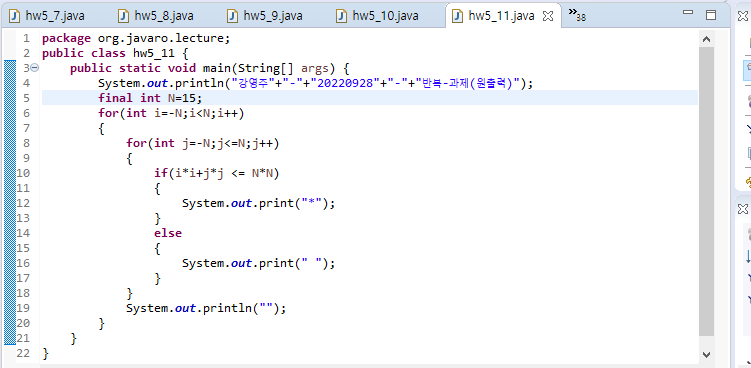 hw5_7.java hw5_8.java hw5_9.java hw5_10.java hw5_11.java »38
1 package org.javaro.lecture;
2 public class hw5_11 {
3 public static void main(String[] args) {
4 System.out.println("강영주"+"-"+"20220928"+"-"+"반복-과제(원출력)");
5 final int N=15;
6 for(int i=-N;i<N;i++)
7 {
8 for(int j=-N;j<=N;j++)
9 {
10 if(i*i+j*j <= N*N)
11 {
12 System.out.print("*");
13 }
14 else
15 {
16 System.out.print(" ");
17 }
18 }
19 System.out.println("");
20 }
21 }
22 }